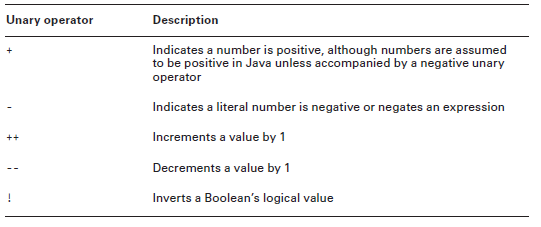 Unary operator Description
+ Indicates a number is positive, although numbers are assumed
to be positive in Java unless accompanied by a negative unary
operator
- Indicates a literal number is negative or negates an expression
++ Increments a value by 1
-- Decrements a value by 1
! Inverts a Boolean’s logical value